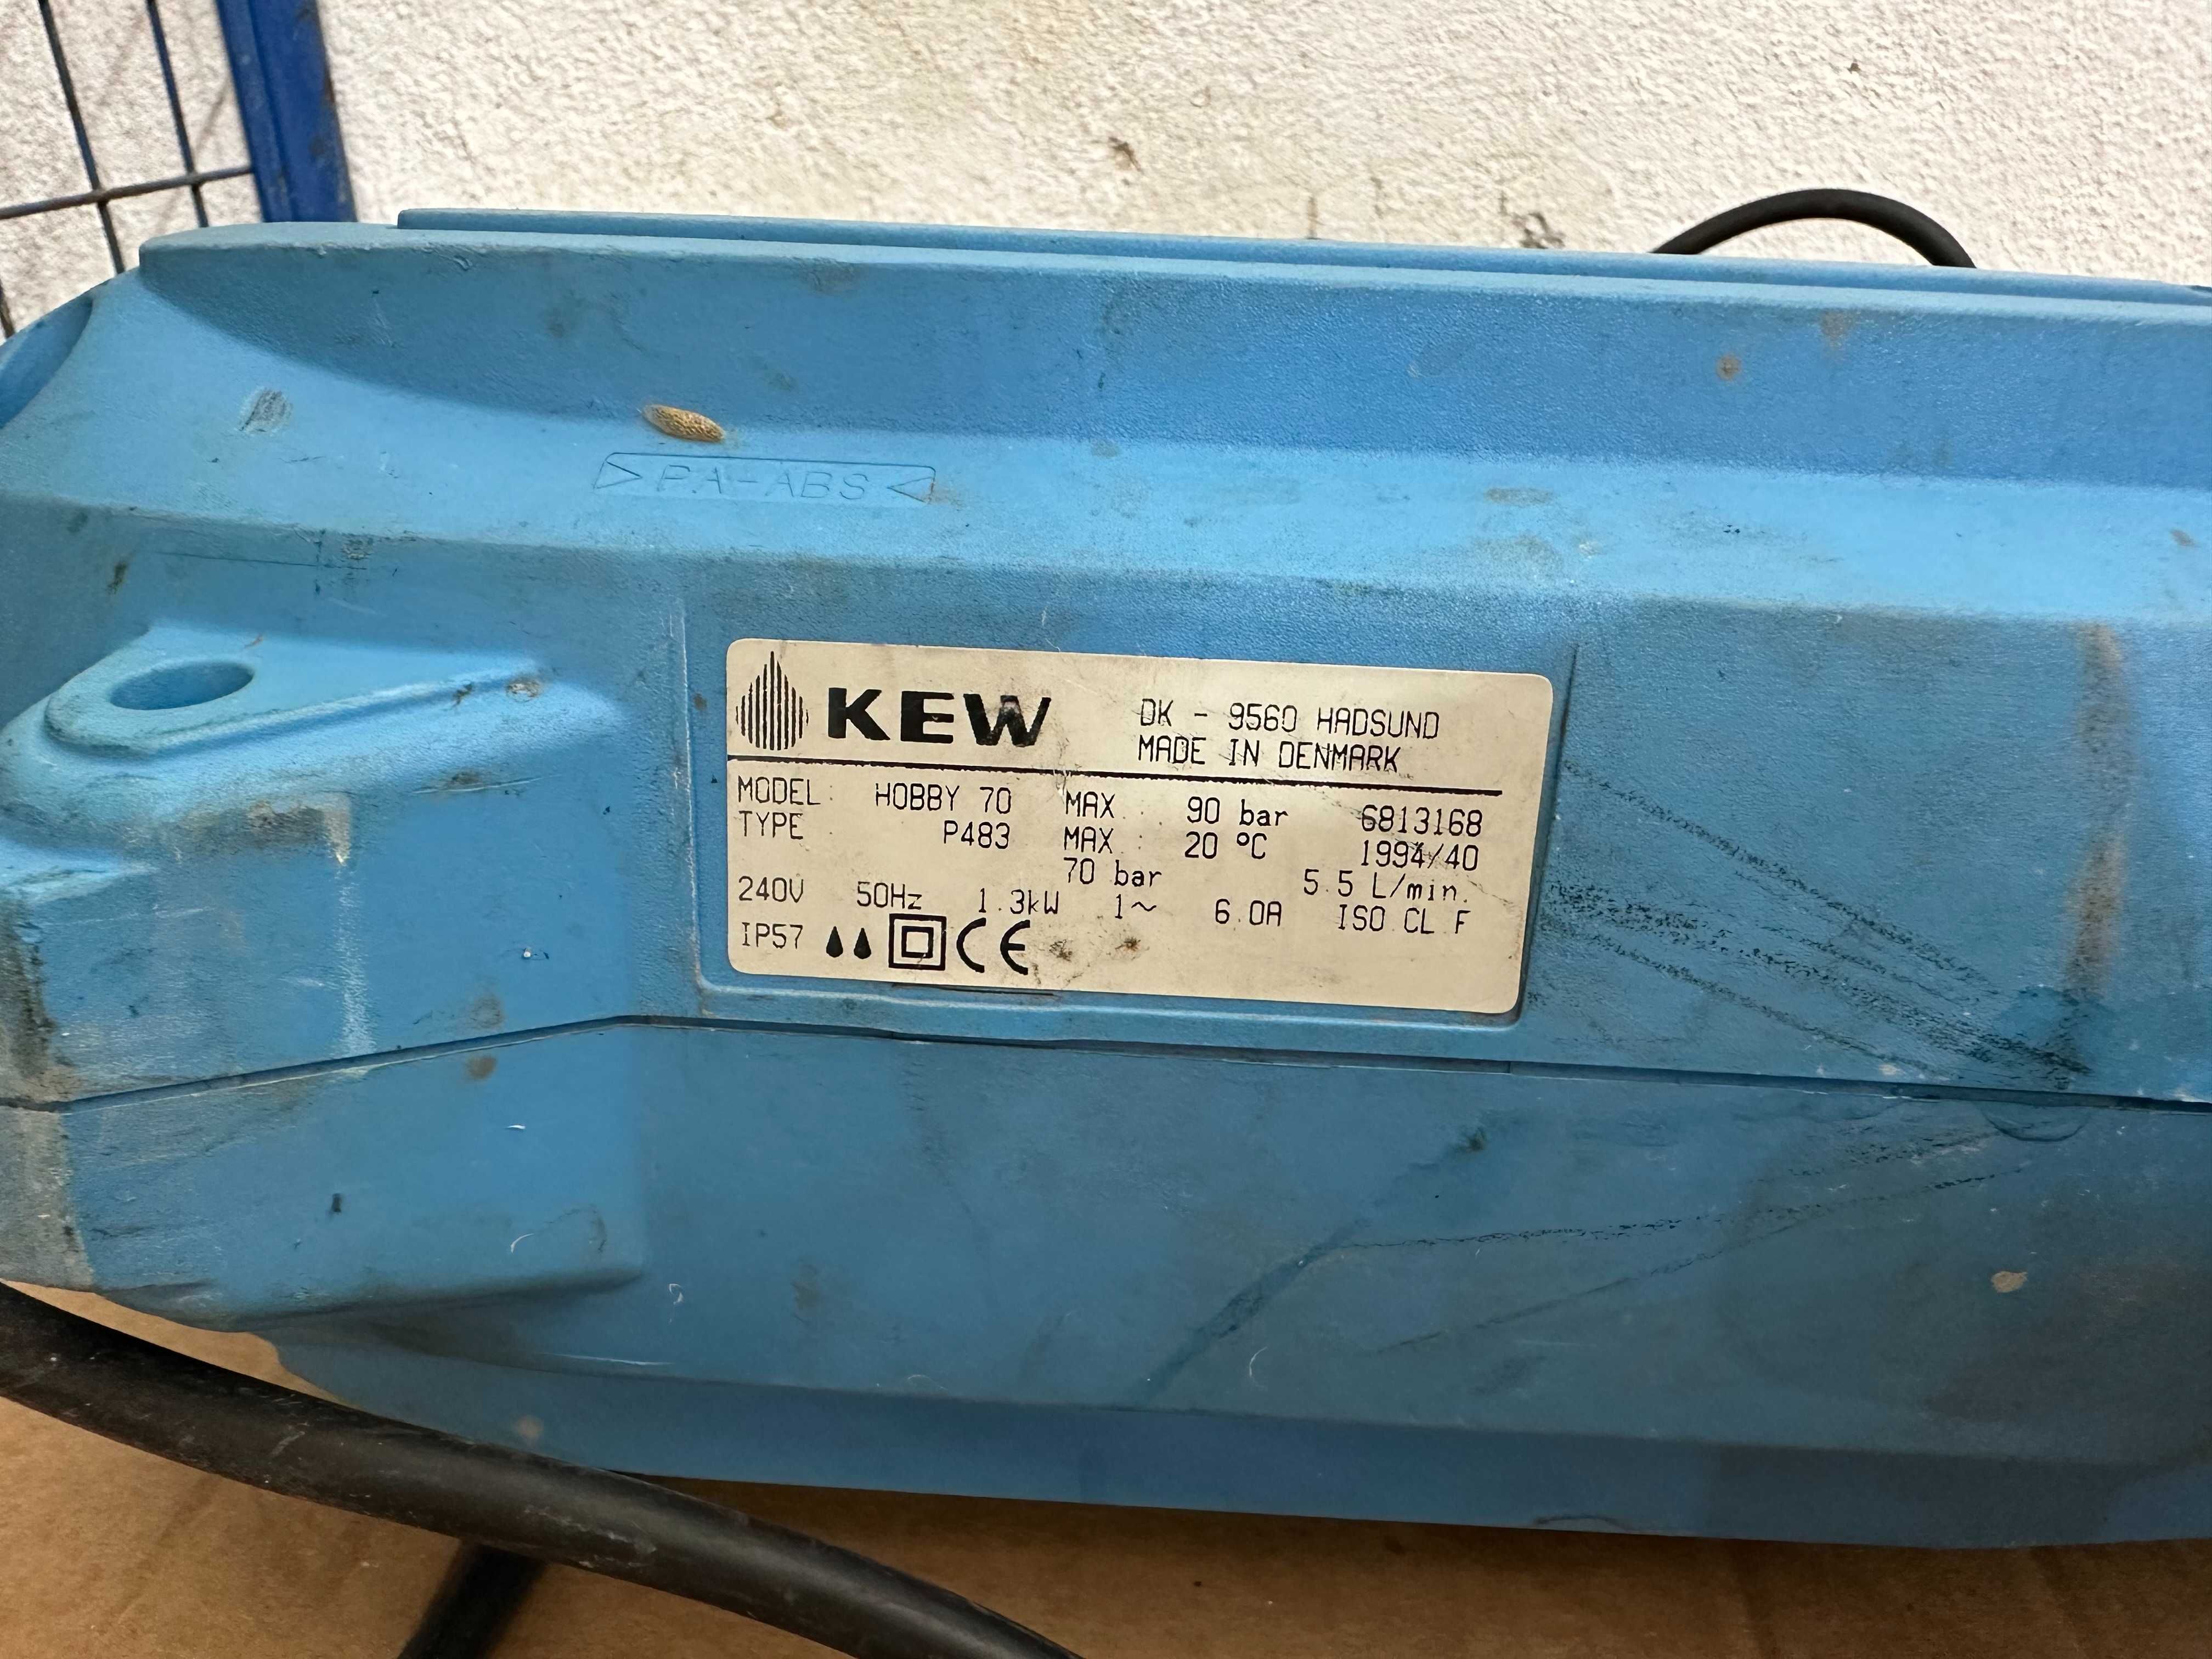 > PA-ABS <
KEW
DK - 9560 HADSUND
MADE IN DENMARK
MODEL: HOBBY 70 MAX : 90 bar 6813168
TYPE : P483 MAX : 20 °C 1994/40
70 bar 5.5 L/min.
240V 50Hz 1.3kW 1~ 6.0A ISO.CL.F
IP57 CE